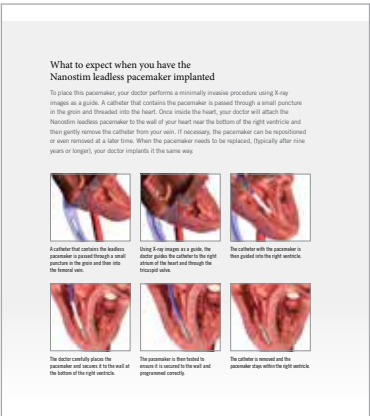 What to expect when you have the
Nanostim leadless pacemaker implanted
To place this pacemaker, your doctor performs a minimally invasive procedure using X-ray
images as a guide. A catheter that contains the pacemaker is passed through a small puncture
in the groin and threaded into the heart. Once inside the heart, your doctor will attach the
Nanostim leadless pacemaker to the wall of your heart near the bottom of the right ventricle and
then gently remove the catheter from your vein. If necessary, the pacemaker can be repositioned
or even removed at a later time. When the pacemaker needs to be replaced, (typically after nine
years or longer), your doctor implants it the same way.
A catheter that contains the leadless
pacemaker is passed through a small
puncture in the groin and then into
the femoral vein.
Using X-ray images as a guide, the
doctor guides the catheter to the right
atrium of the heart and through the
tricuspid valve.
The catheter with the pacemaker is
then guided into the right ventricle.
The doctor carefully places the
pacemaker and secures it to the wall at
the bottom of the right ventricle.
The pacemaker is then tested to
ensure it is secured to the wall and
programmed correctly.
The catheter is removed and the
pacemaker stays within the right ventricle.